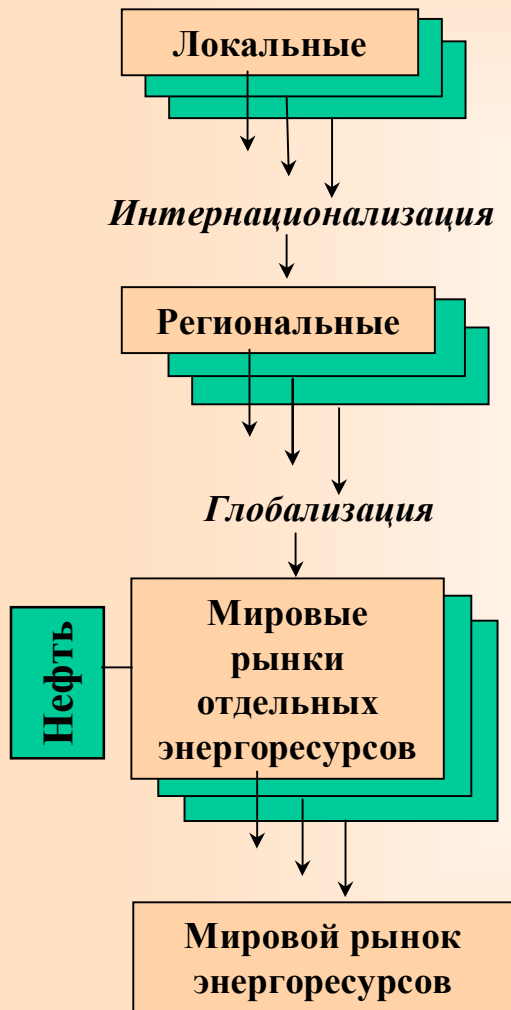 Локальные
Интернационализация
Региональные
Глобализация
Нефть
Мировые
рынки
отдельных
энергоресурсов
Мировой рынок
энергоресурсов